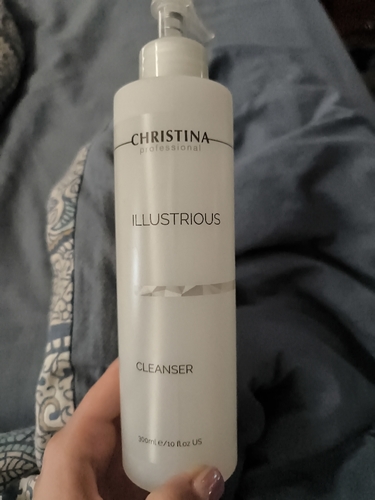 CHRISTINA
professional
ILLUSTRIOUS
CLEANSER
300ml e/10 fl.oz US